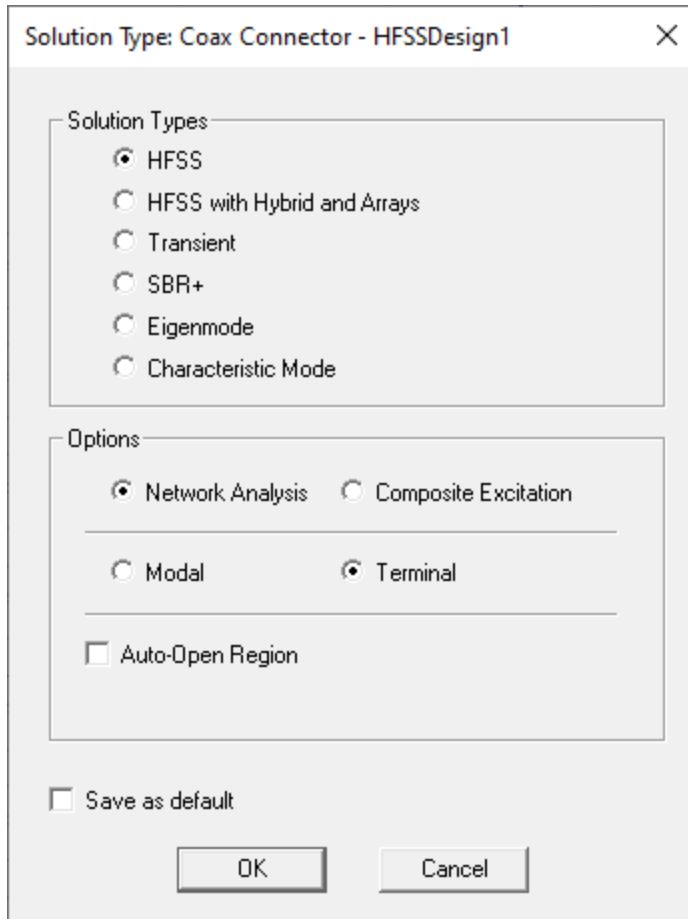 Solution Type: Coax Connector - HFSSDesign1
Solution Types
HFSS
HFSS with Hybrid and Arrays
Transient
SBR+
Eigenmode
Characteristic Mode
Options
Network Analysis Composite Excitation
Modal Terminal
Auto-Open Region
Save as default
OK Cancel